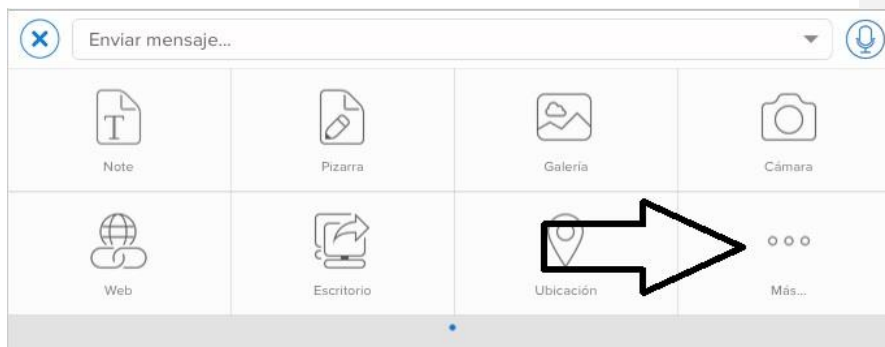 Enviar mensaje...
Note
Pizarra
Galería
Cámara
Web
Escritorio
Ubicación
Más...